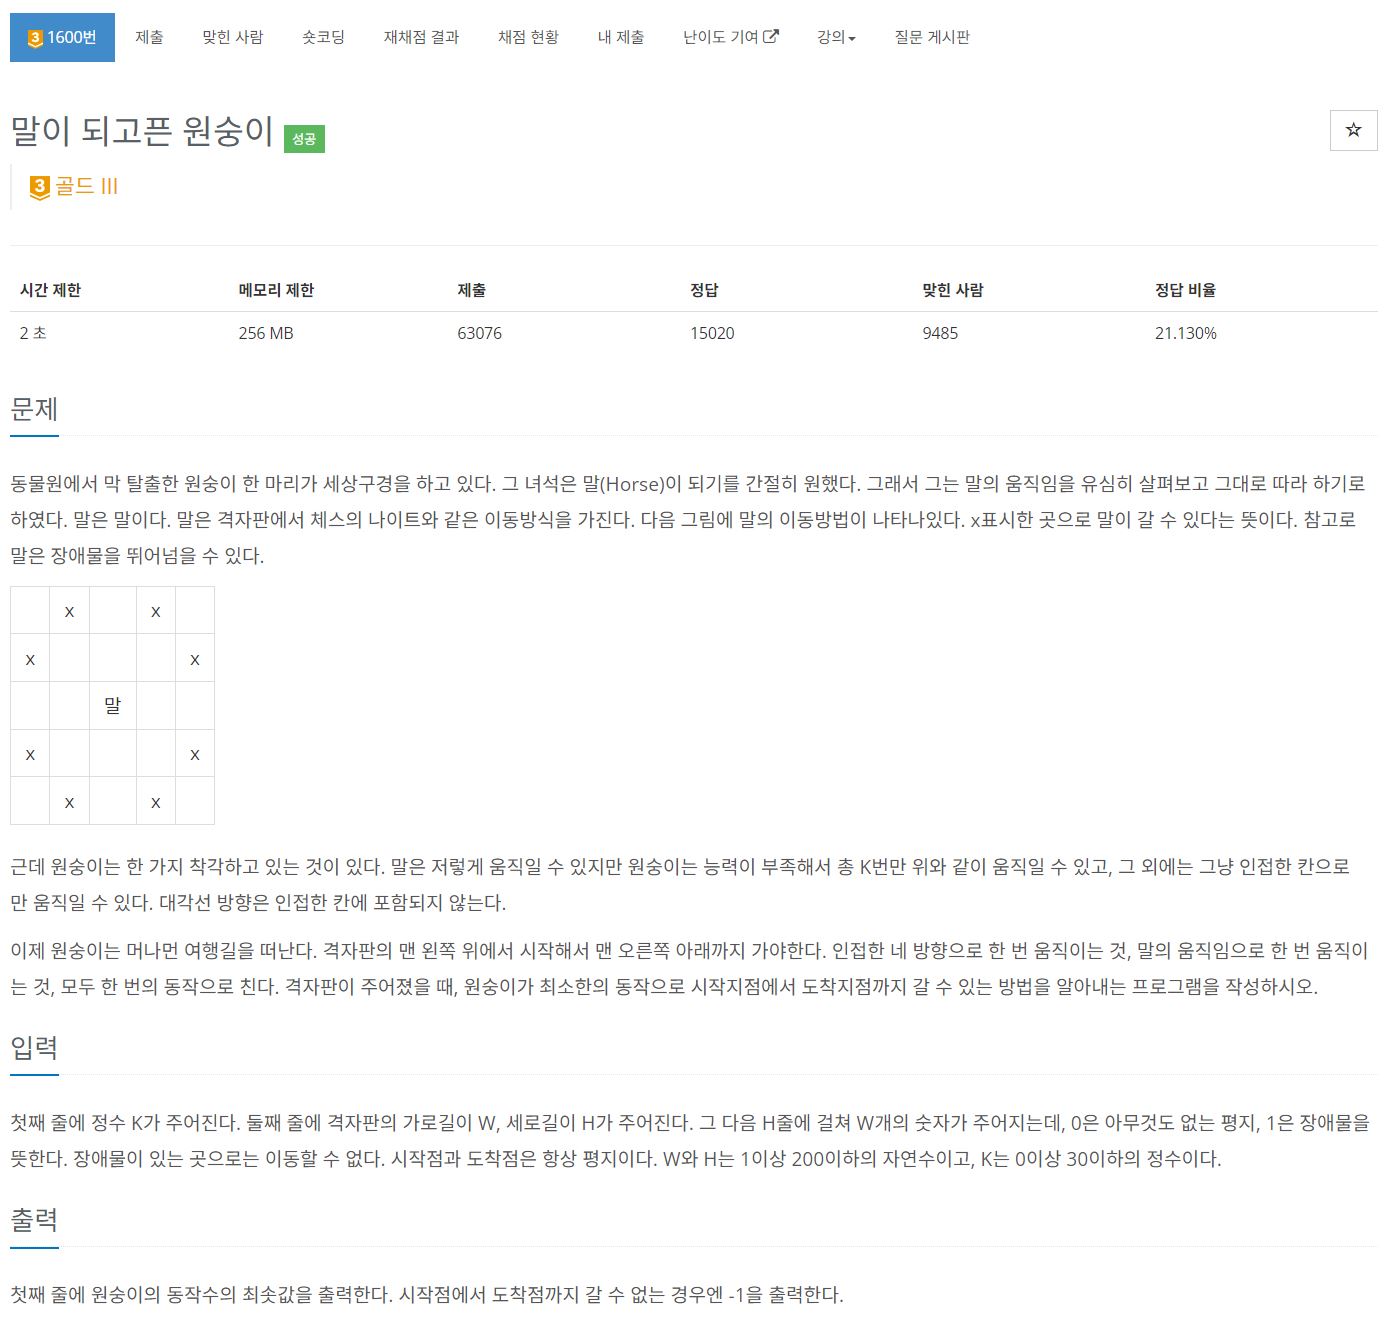 3 1600번 제출 맞힌 사람 숏코딩 재채점 결과 채점 현황 내 제출 난이도 기여 강의 질문 게시판
말이 되고픈 원숭이 성공
3 골드 III
시간 제한 메모리 제한 제출 정답 맞힌 사람 정답 비율
2 초 256 MB 63076 15020 9485 21.130%
문제
동물원에서 막 탈출한 원숭이 한 마리가 세상구경을 하고 있다. 그 녀석은 말(Horse)이 되기를 간절히 원했다. 그래서 그는 말의 움직임을 유심히 살펴보고 그대로 따라 하기로
하였다. 말은 말이다. 말은 격자판에서 체스의 나이트와 같은 이동방식을 가진다. 다음 그림에 말의 이동방법이 나타나있다. x표시한 곳으로 말이 갈 수 있다는 뜻이다. 참고로
말은 장애물을 뛰어넘을 수 있다.
x x
x x
말
x x
x x
근데 원숭이는 한 가지 착각하고 있는 것이 있다. 말은 저렇게 움직일 수 있지만 원숭이는 능력이 부족해서 총 K번만 위와 같이 움직일 수 있고, 그 외에는 그냥 인접한 칸으로
만 움직일 수 있다. 대각선 방향은 인접한 칸에 포함되지 않는다.
이제 원숭이는 머나먼 여행길을 떠난다. 격자판의 맨 왼쪽 위에서 시작해서 맨 오른쪽 아래까지 가야한다. 인접한 네 방향으로 한 번 움직이는 것, 말의 움직임으로 한 번 움직이
는 것, 모두 한 번의 동작으로 친다. 격자판이 주어졌을 때, 원숭이가 최소한의 동작으로 시작지점에서 도착지점까지 갈 수 있는 방법을 알아내는 프로그램을 작성하시오.
입력
첫째 줄에 정수 K가 주어진다. 둘째 줄에 격자판의 가로길이 W, 세로길이 H가 주어진다. 그 다음 H줄에 걸쳐 W개의 숫자가 주어지는데, 0은 아무것도 없는 평지, 1은 장애물을
뜻한다. 장애물이 있는 곳으로는 이동할 수 없다. 시작점과 도착점은 항상 평지이다. W와 H는 1이상 200이하의 자연수이고, K는 0이상 30이하의 정수이다.
출력
첫째 줄에 원숭이의 동작수의 최솟값을 출력한다. 시작점에서 도착점까지 갈 수 없는 경우엔 -1을 출력한다.